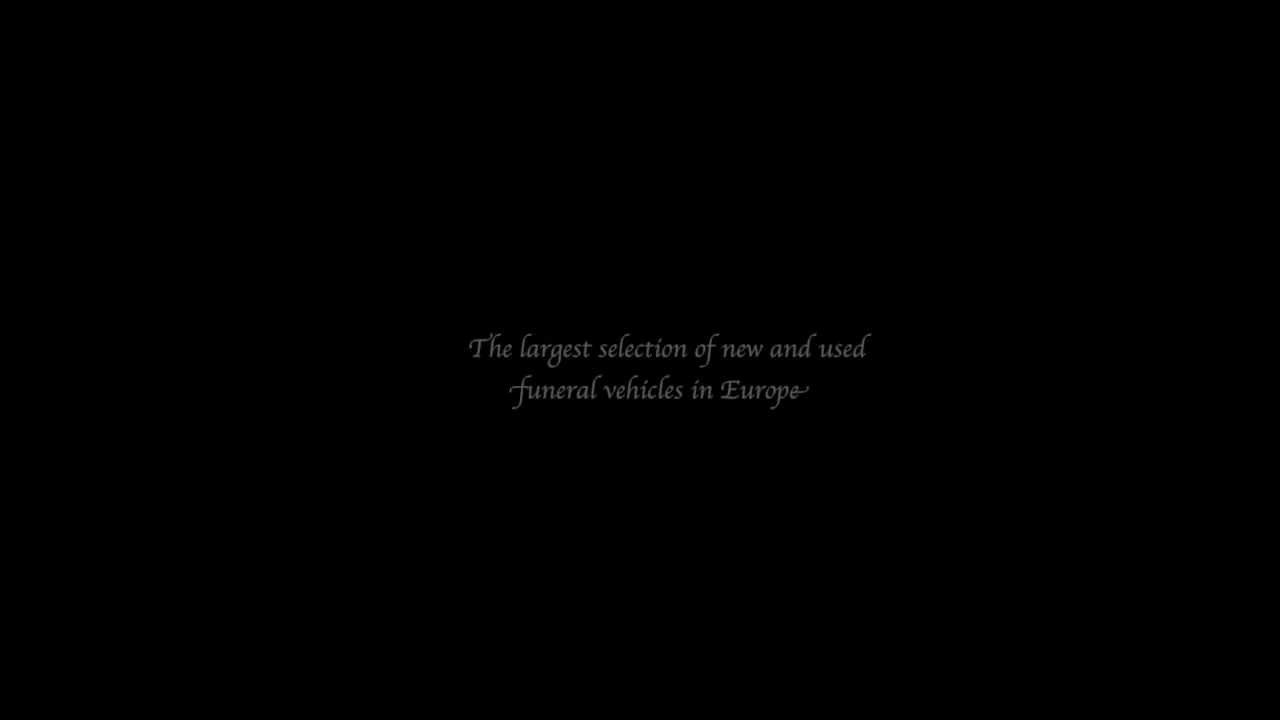 The largest selection of new and used
funeral vehicles in Europe